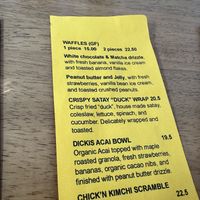 WAFFLES (GF)
1 piece 15.00 2 pieces 22.50
White chocolate & Matcha drizzle,
with fresh banana, vanilla ice cream
and toasted almond flakes.
Peanut butter and Jelly, with fresh
strawberries, vanilla bean ice cream,
and toasted crushed peanuts.
CRISPY SATAY "DUCK" WRAP 20.5
Crisp fried "duck", house made satay,
coleslaw, lettuce, spinach, and
cucumber. Delicately wrapped and
toasted.
DICKIS ACAI BOWL 19.5
Organic Acai topped with maple
roasted granola, fresh strawberries,
bananas, organic cacao nibs, and
finished with peanut butter drizzle.
CHICK'N KIMCHI SCRAMBLE 22.5